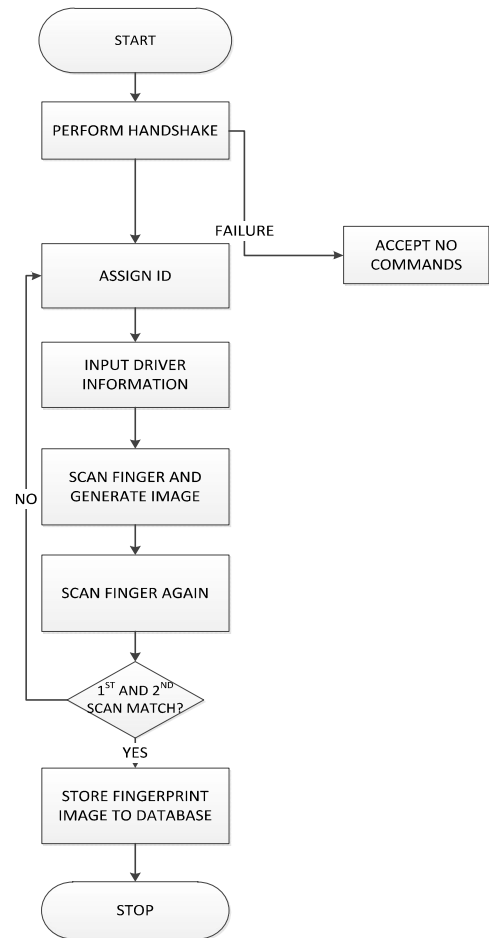 START
PERFORM HANDSHAKE
FAILURE
ACCEPT NO
COMMANDS
ASSIGN ID
INPUT DRIVER
INFORMATION
SCAN FINGER AND
GENERATE IMAGE
NO
SCAN FINGER AGAIN
1ST AND 2ND
SCAN MATCH?
YES
STORE FINGERPRINT
IMAGE TO DATABASE
STOP